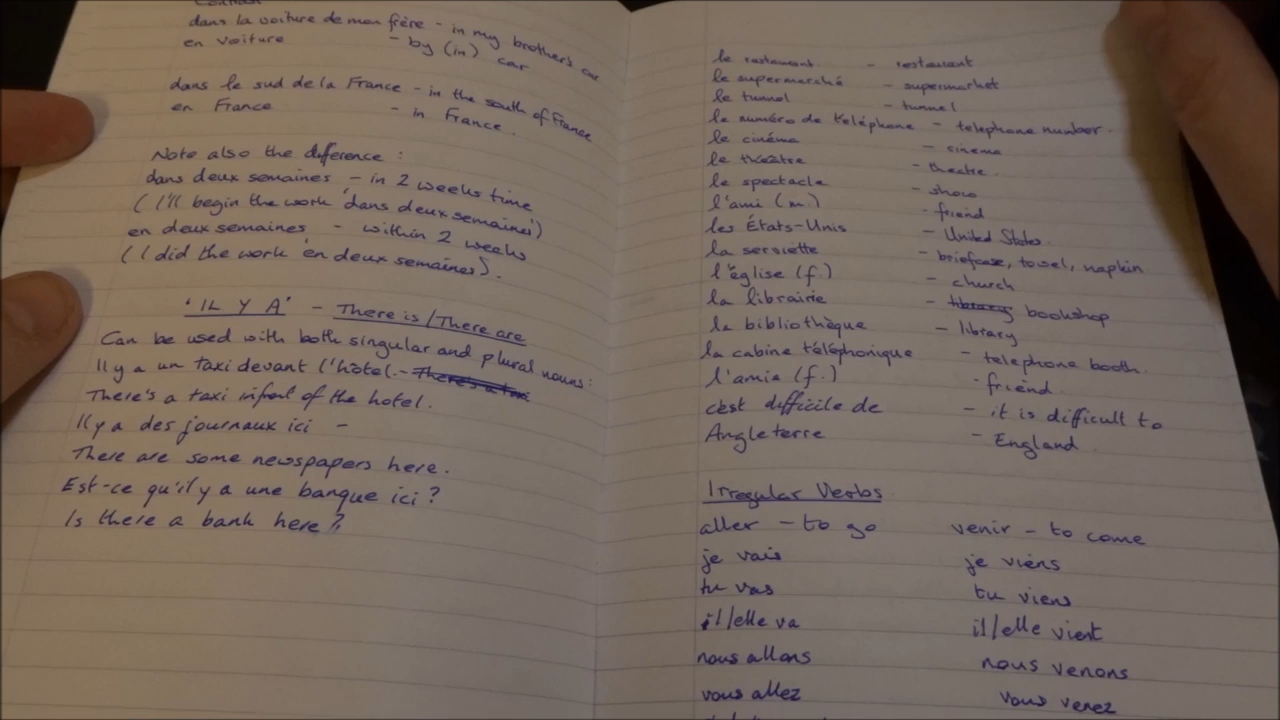 dans la voiture de mon frère - in my brother's car
en voiture - by (in) car
dans le sud de la France - in the south of France
en France - in France.
Note also the difference :
dans deux semaines - in 2 weeks time
( I'll begin the work 'dans deux semaines')
en deux semaines - within 2 weeks
( I did the work 'en deux semaines).
'IL Y A' - There is/There are
Can be used with both singular and plural nouns:
Il y a un taxi devant l'hôtel. - There's a taxi
There's a taxi infront of the hotel.
Il y a des journaux ici -
There are some newspapers here.
Est-ce qu'il y a une banque ici ?
Is there a bank here?
le restaurant - restaurant
le supermarché - supermarket
le tunnel - tunnel
le numéro de téléphone - telephone number.
le cinéma - cinema
le théâtre - theatre.
le spectacle - show
l'ami (m.) - friend
les États-Unis - United States.
la serviette - briefcase, towel, napkin
l'église (f.) - church
la librairie - library bookshop
la bibliothèque - library
la cabine téléphonique - telephone booth.
l'amie (f.) - friend.
c'est difficile de - it is difficult to
Angleterre - England
Irregular Verbs
aller - to go venir - to come
je vais je viens
tu vas tu viens
il/elle va il/elle vient
nous allons nous venons
vous allez vous venez